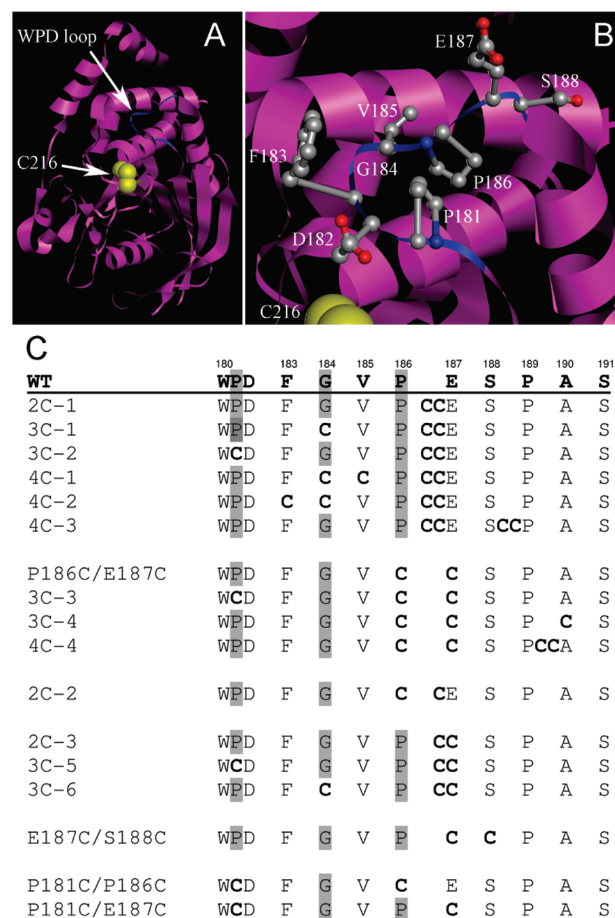 A
WPD loop
C216
B
E187
S188
V185
F183
G184
P186
P181
D182
C216
C
180 183 184 185 186 187 188 189 190 191
WT WPD F G V P E S P A S
2C-1 WPD F G V P CCE S P A S
3C-1 WPD F C V P CCE S P A S
3C-2 WCD F G V P CCE S P A S
4C-1 WPD F C C P CCE S P A S
4C-2 WPD C C V P CCE S P A S
4C-3 WPD F G V P CCE SCCP A S
P186C/E187C WPD F G V C C S P A S
3C-3 WCD F G V C C S P A S
3C-4 WPD F G V C C S P C S
4C-4 WPD F G V C C S PCCA S
2C-2 WPD F G V C CE S P A S
2C-3 WPD F G V P CC S P A S
3C-5 WCD F G V P CC S P A S
3C-6 WPD F C V P CC S P A S
E187C/S188C WPD F G V P C C P A S
P181C/P186C WCD F G V C E S P A S
P181C/E187C WCD F G V P C S P A S